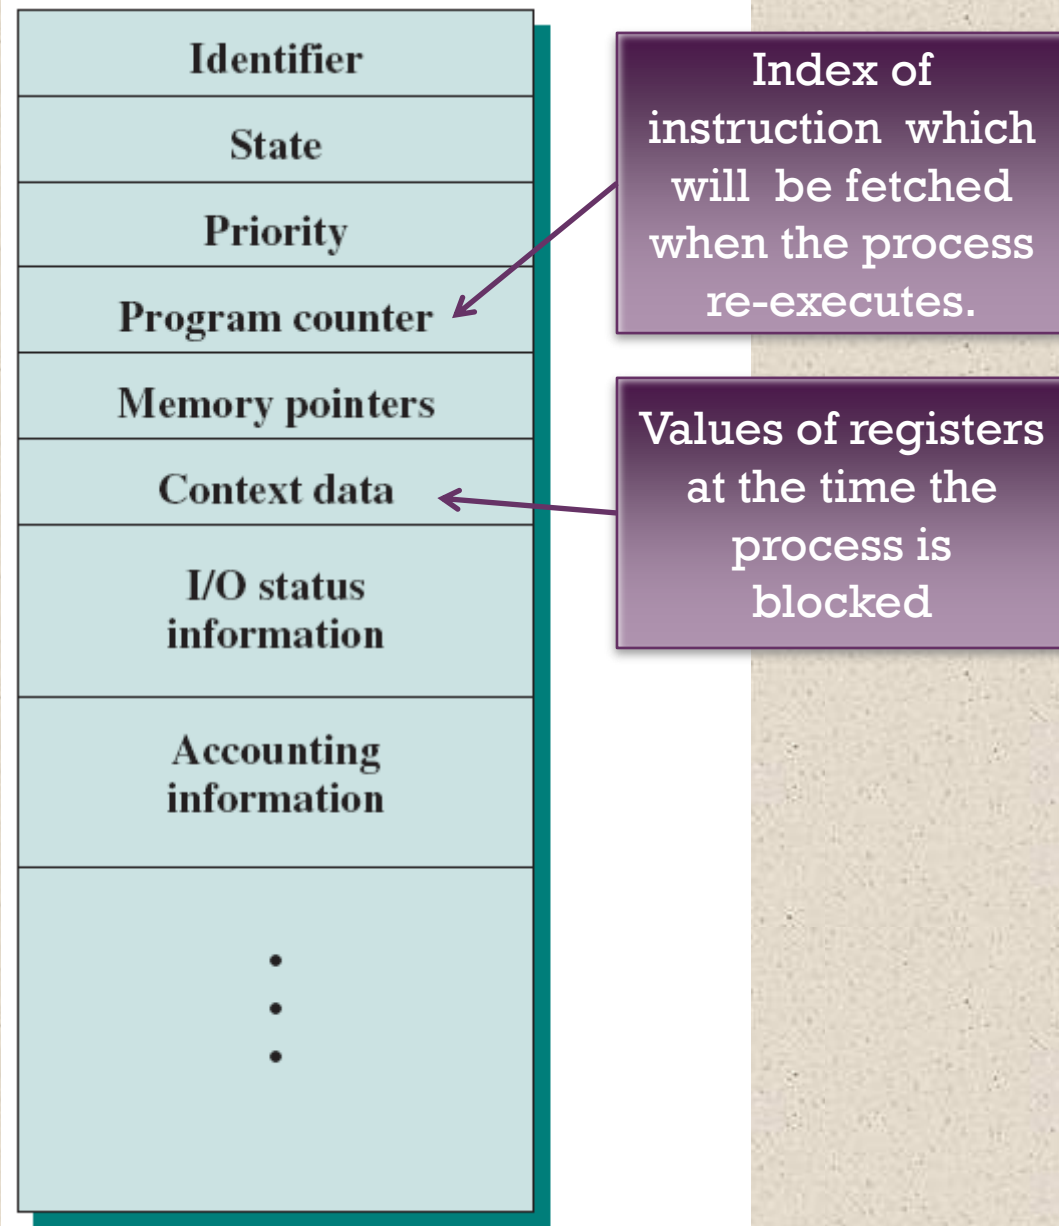 Identifier
State
Priority
Program counter
Memory pointers
Context data
I/O status
information
Accounting
information
Index of
instruction which
will be fetched
when the process
re-executes.
Values of registers
at the time the
process is
blocked